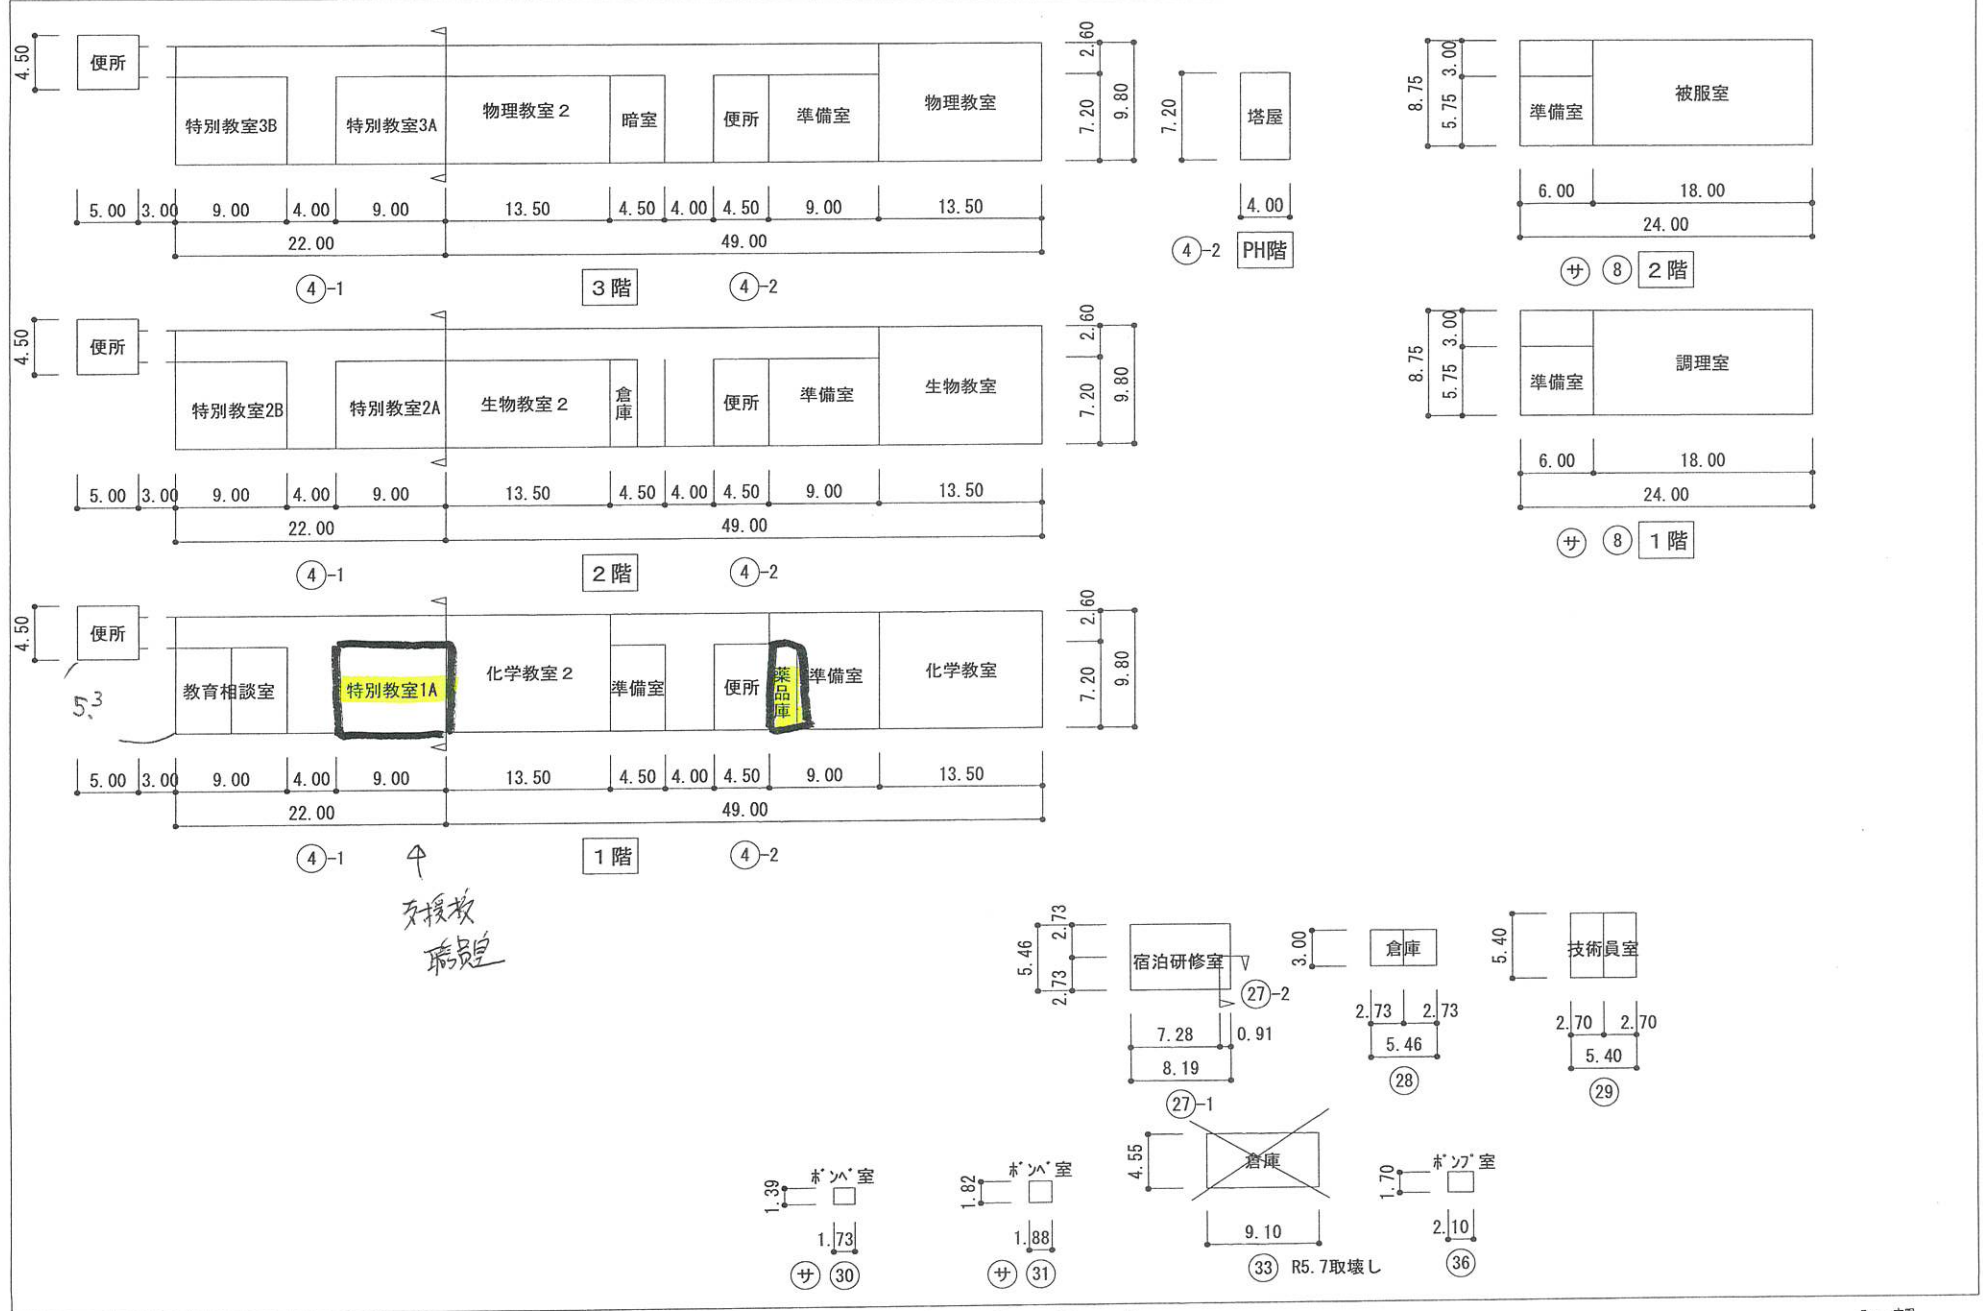 便所
特別教室3B
特別教室3A
物理教室2
暗室
便所
準備室
物理教室
4.50
2.60
7.20
9.80
5.00 3.00 9.00 4.00 9.00 13.50 4.50 4.00 4.50 9.00 13.50
22.00 49.00
④-1 3階 ④-2
塔屋
7.20
4.00
④-2 PH階
準備室
被服室
8.75
3.00
5.75
6.00 18.00
24.00
サ ⑧ 2階
便所
特別教室2B
特別教室2A
生物教室2
倉庫
便所
準備室
生物教室
4.50
2.60
7.20
9.80
5.00 3.00 9.00 4.00 9.00 13.50 4.50 4.00 4.50 9.00 13.50
22.00 49.00
④-1 2階 ④-2
準備室
調理室
8.75
3.00
5.75
6.00 18.00
24.00
サ ⑧ 1階
便所
教育相談室
特別教室1A
化学教室2
準備室
便所
薬品庫
準備室
化学教室
4.50
2.60
7.20
9.80
5.00 3.00 9.00 4.00 9.00 13.50 4.50 4.00 4.50 9.00 13.50
22.00 49.00
④-1 1階 ④-2
支援校
職員室
宿泊研修室
5.46
2.73
2.73
㉗-2
7.28 0.91
8.19
㉗-1
倉庫
3.00
2.73 2.73
5.46
㉘
技術員室
5.40
2.70 2.70
5.40
㉙
ボンベ室
1.39
1.73
サ ㉚
ボンベ室
1.82
1.88
サ ㉛
倉庫
4.55
9.10
㉝ R5.7取壊し
ポンプ室
1.70
2.10
㊱